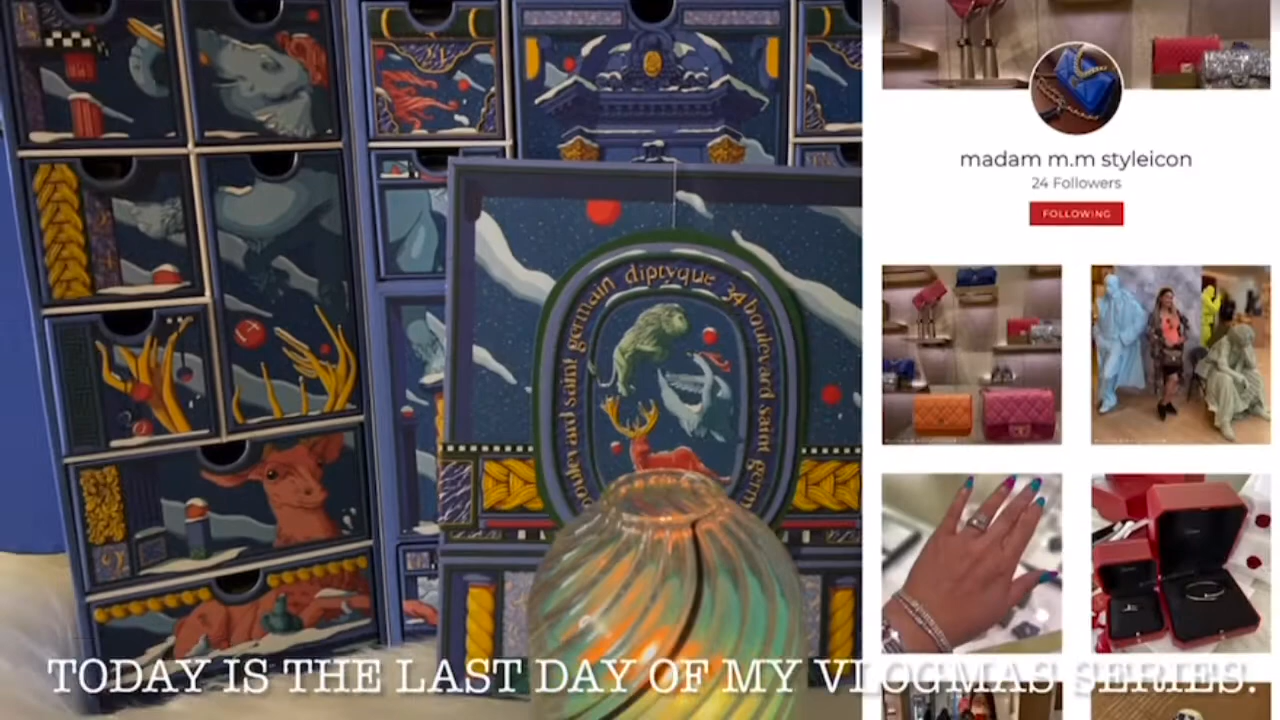 boulevard saint germain diptyque 34 boulevard saint germ
madam m.m styleicon
24 Followers
FOLLOWING
TODAY IS THE LAST DAY OF MY VLOGMAS SERIES.